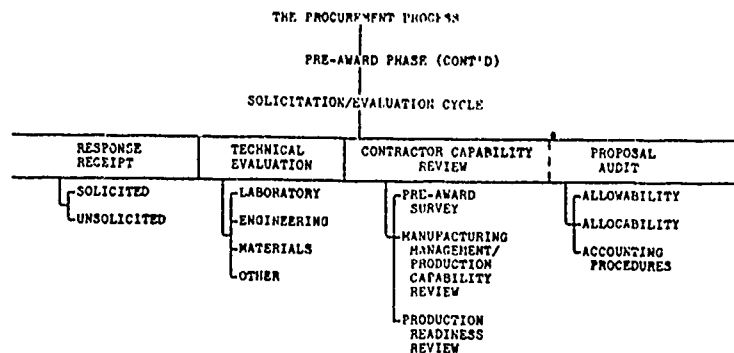 THE PROCUREMENT PROCESS
PRE-AWARD PHASE (CONT'D)
SOLICITATION/EVALUATION CYCLE
RESPONSE RECEIPT
TECHNICAL EVALUATION
CONTRACTOR CAPABILITY REVIEW
PROPOSAL AUDIT
SOLICITED
UNSOLICITED
LABORATORY
ENGINEERING
MATERIALS
OTHER
PRE-AWARD
SURVEY
MANUFACTURING
MANAGEMENT/
PRODUCTION
CAPABILITY
REVIEW
PRODUCTION
READINESS
REVIEW
ALLOWABILITY
ALLOCABILITY
ACCOUNTING
PROCEDURES